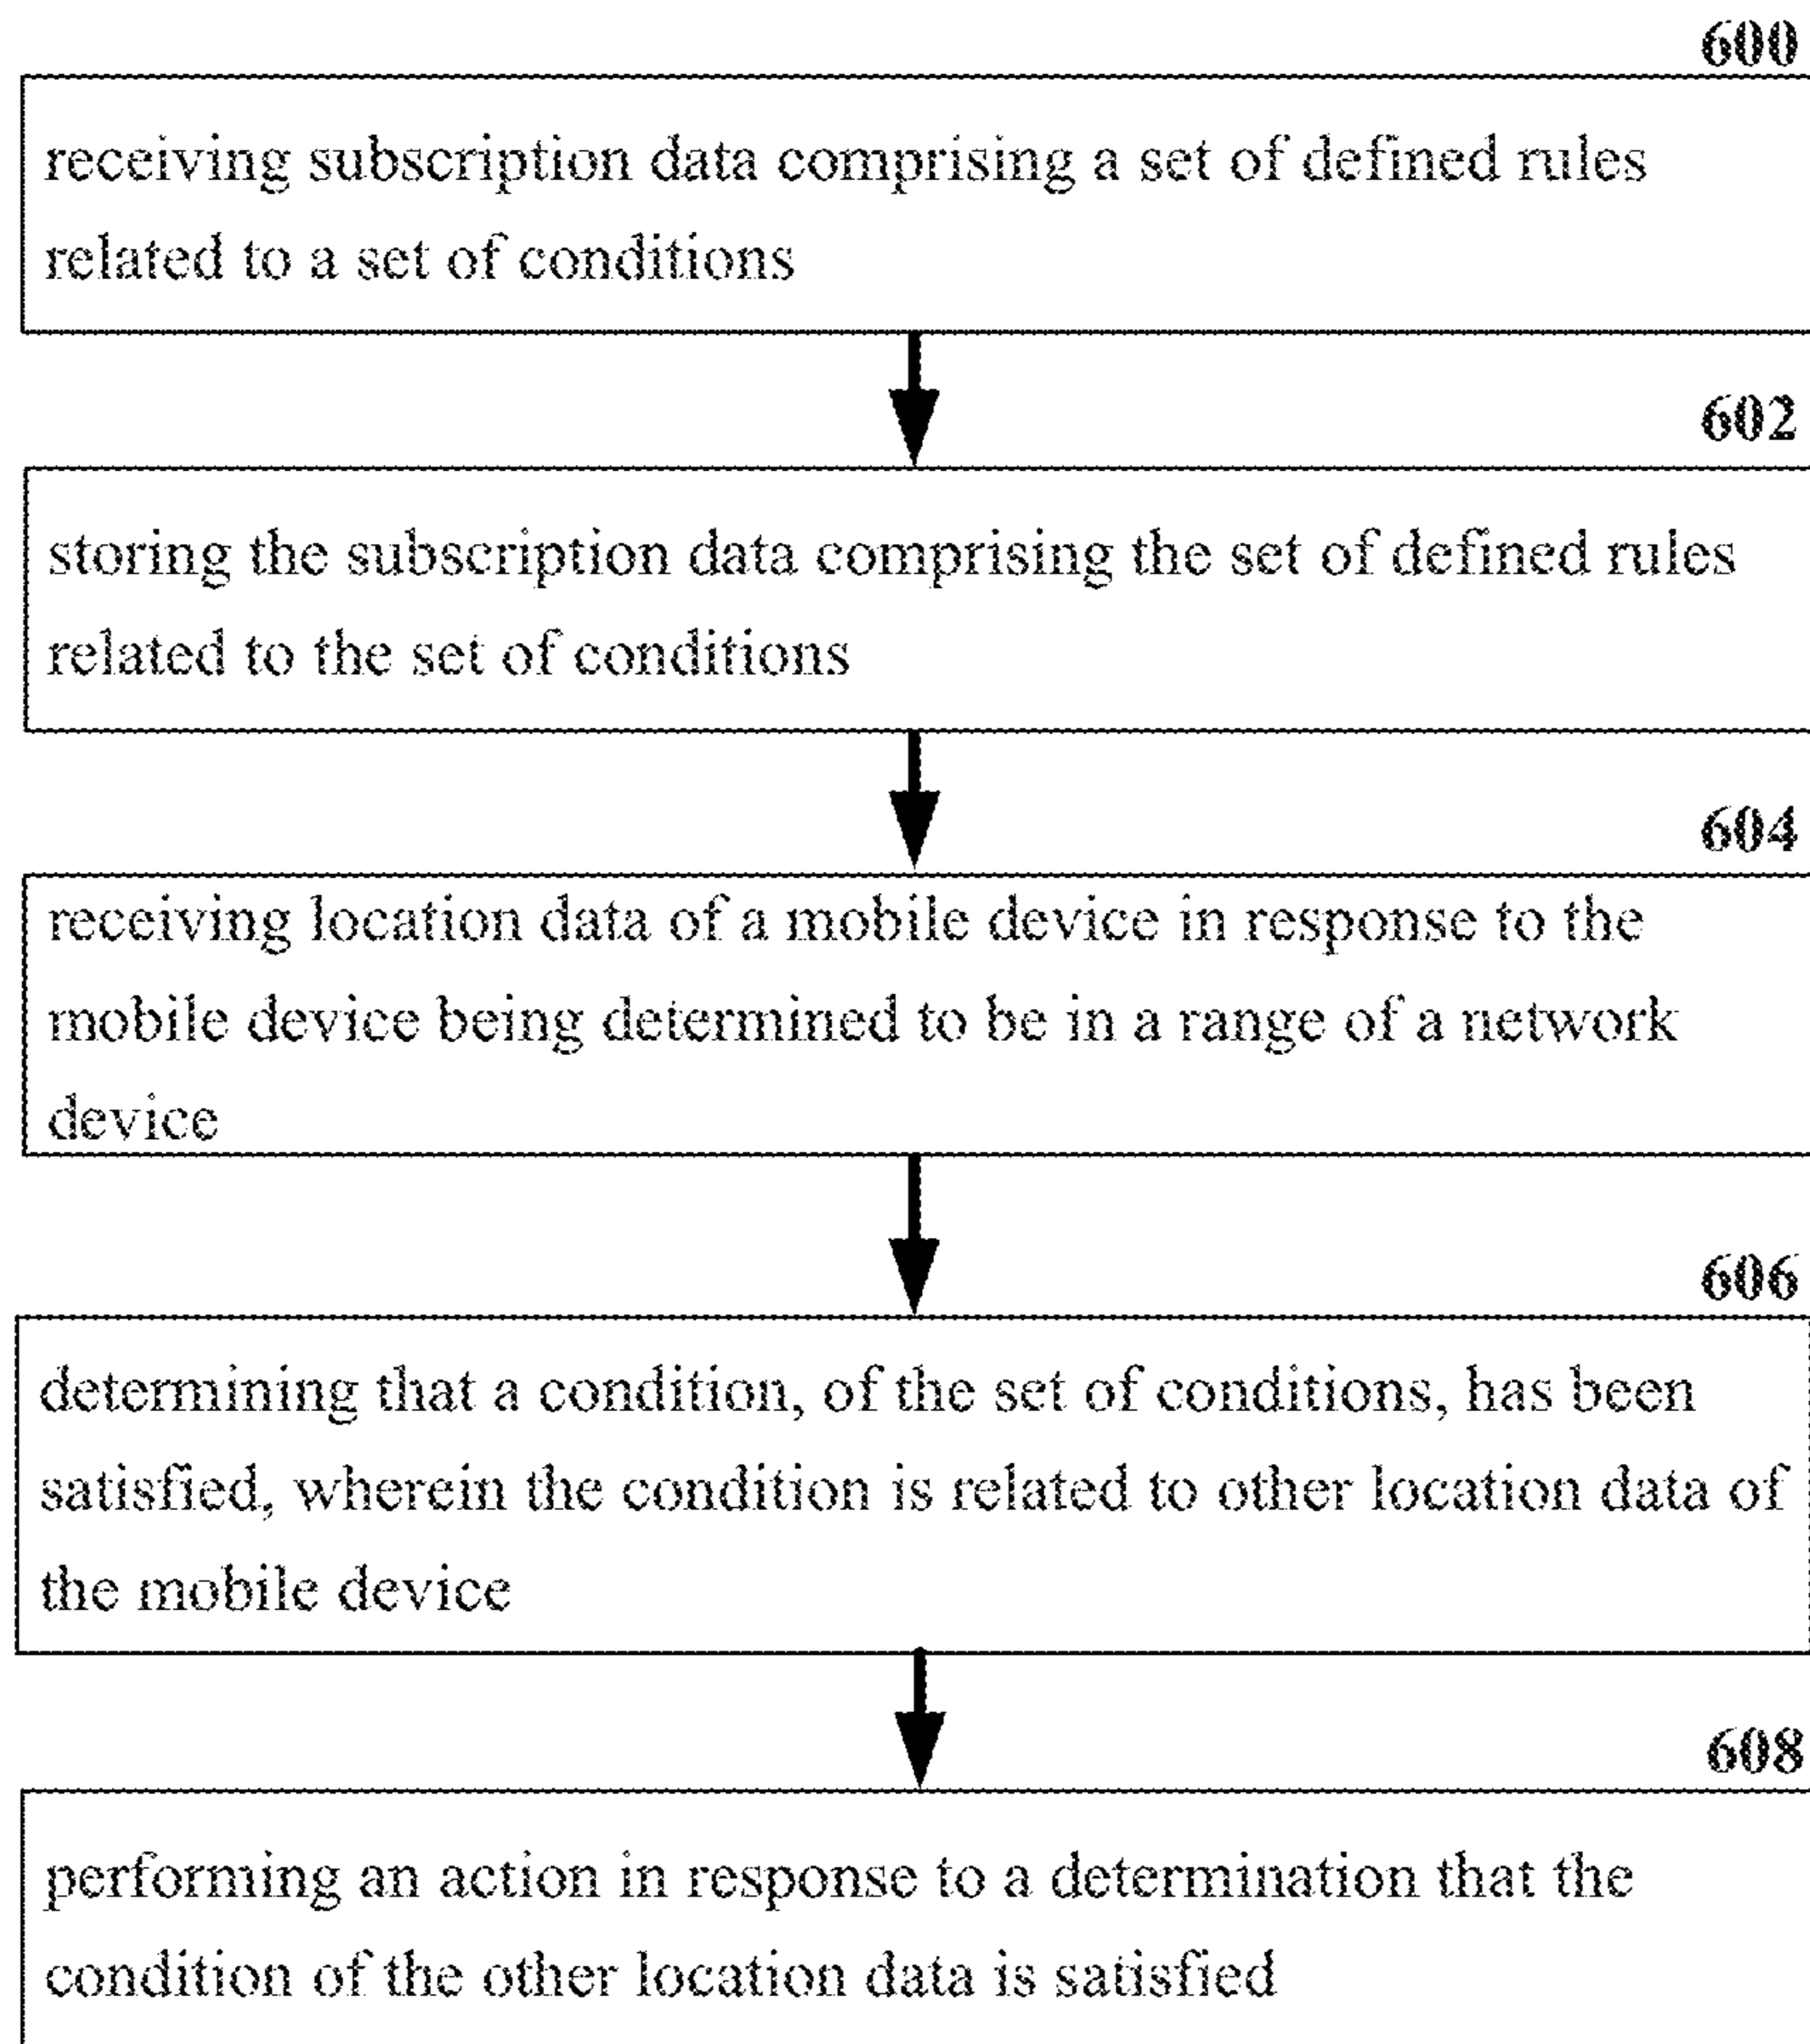 600
receiving subscription data comprising a set of defined rules
related to a set of conditions
602
storing the subscription data comprising the set of defined rules
related to the set of conditions
604
receiving location data of a mobile device in response to the
mobile device being determined to be in a range of a network
device
606
determining that a condition, of the set of conditions, has been
satisfied, wherein the condition is related to other location data of
the mobile device
608
performing an action in response to a determination that the
condition of the other location data is satisfied